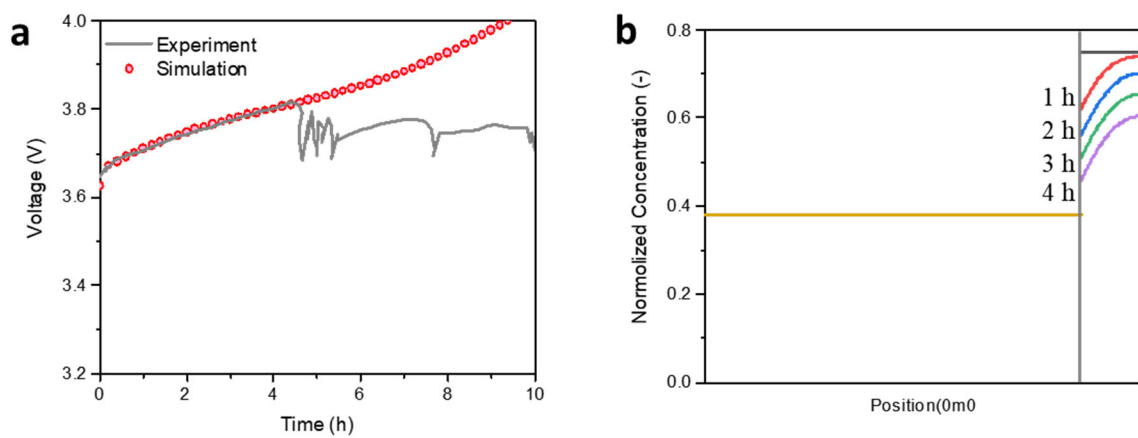 a
Experiment
Simulation
4.0
3.8
3.6
3.4
3.2
0
2
4
6
8
10
Voltage (V)
Time (h)
b
0.8
0.6
0.4
0.2
0.0
1 h
2 h
3 h
4 h
Normolized Concentration (-)
Position(0m0